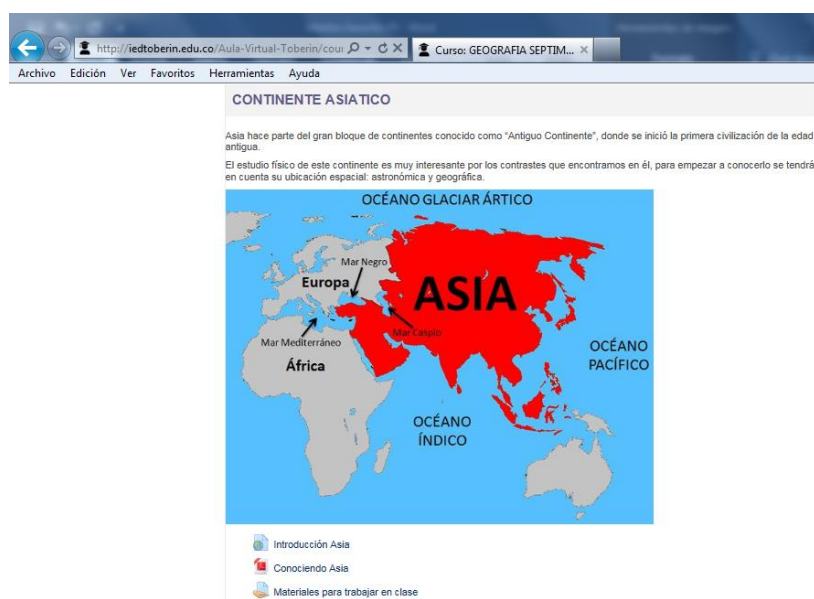 http://iedtoberin.edu.co/Aula-Virtual-Toberin/cour
Curso: GEOGRAFIA SEPTIM...
Archivo Edición Ver Favoritos Herramientas Ayuda
CONTINENTE ASIATICO
Asia hace parte del gran bloque de continentes conocido como “Antiguo Continente”, donde se inició la primera civilización de la edad
antigua.
El estudio físico de este continente es muy interesante por los contrastes que encontramos en él, para empezar a conocerlo se tendrá
en cuenta su ubicación espacial: astronómica y geográfica.
OCÉANO GLACIAR ÁRTICO
Mar Negro
Europa
ASIA
Mar Caspio
Mar Mediterráneo
OCÉANO
PACÍFICO
África
OCÉANO
ÍNDICO
Introducción Asia
Conociendo Asia
Materiales para trabajar en clase